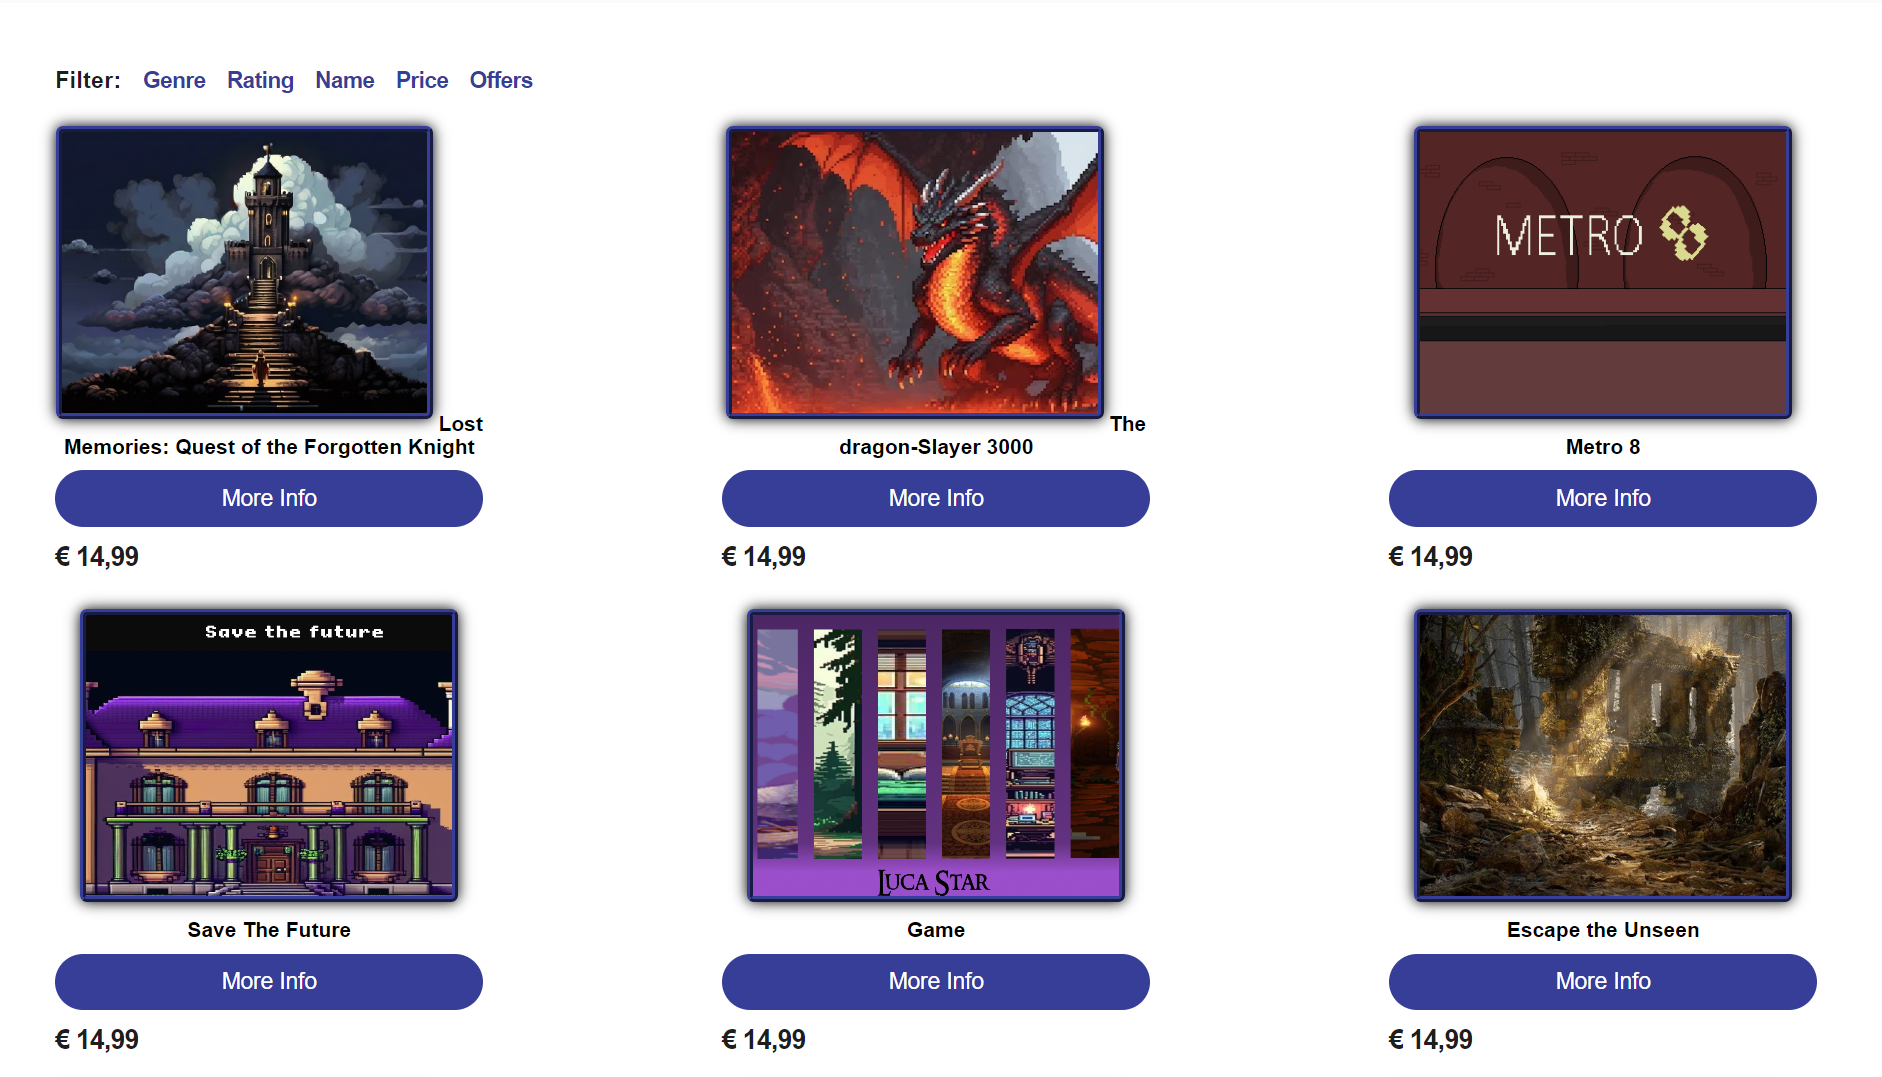 Filter: Genre Rating Name Price Offers
METRO 8
Lost
Memories: Quest of the Forgotten Knight
The
dragon-Slayer 3000
Metro 8
More Info
More Info
More Info
€ 14,99
€ 14,99
€ 14,99
Save the future
LUCA STAR
Save The Future
Game
Escape the Unseen
More Info
More Info
More Info
€ 14,99
€ 14,99
€ 14,99